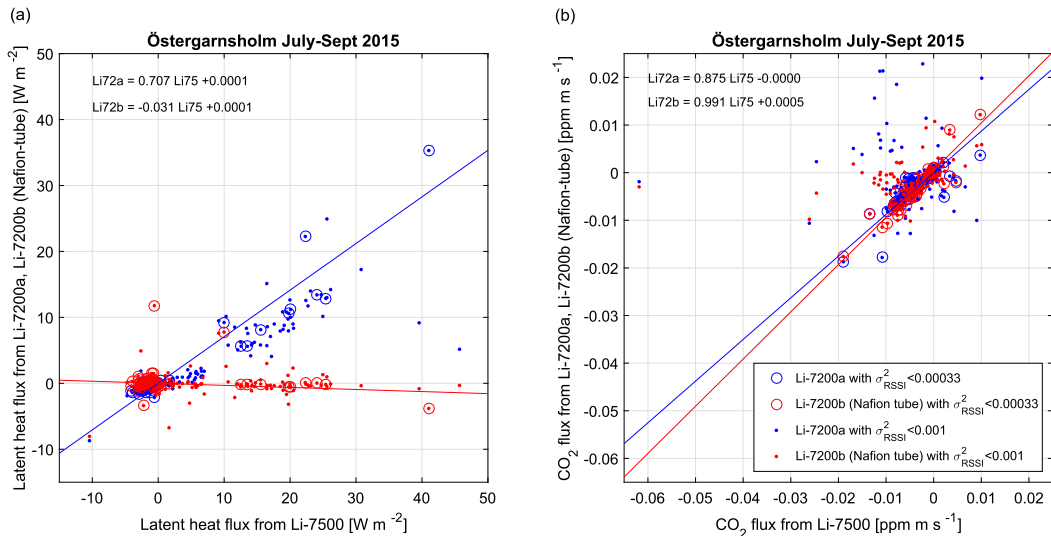 (a)
Östergarnsholm July-Sept 2015
Li72a = 0.707 Li75 +0.0001
Li72b = -0.031 Li75 +0.0001
Latent heat flux from Li-7200a, Li-7200b (Nafion-tube) [W m⁻²]
50
40
30
20
10
0
-10
-10 0 10 20 30 40 50
Latent heat flux from Li-7500 [W m⁻²]
(b)
Östergarnsholm July-Sept 2015
Li72a = 0.875 Li75 -0.0000
Li72b = 0.991 Li75 +0.0005
CO₂ flux from Li-7200a, Li-7200b (Nafion-tube) [ppm m s⁻¹]
0.02
0.01
0
-0.01
-0.02
-0.03
-0.04
-0.05
-0.06
Li-7200a with σ²RSSI<0.00033
Li-7200b (Nafion tube) with σ²RSSI<0.00033
Li-7200a with σ²RSSI<0.001
Li-7200b (Nafion tube) with σ²RSSI<0.001
-0.06 -0.05 -0.04 -0.03 -0.02 -0.01 0 0.01 0.02
CO₂ flux from Li-7500 [ppm m s⁻¹]